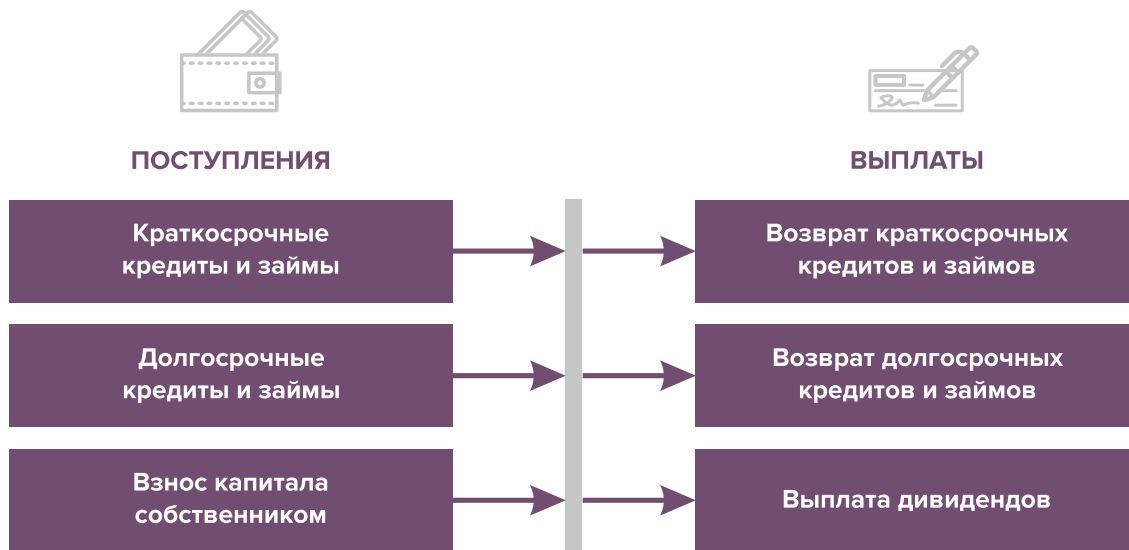 ПОСТУПЛЕНИЯ
ВЫПЛАТЫ
Краткосрочные
кредиты и займы
Возврат краткосрочных
кредитов и займов
Долгосрочные
кредиты и займы
Возврат долгосрочных
кредитов и займов
Взнос капитала
собственником
Выплата дивидендов